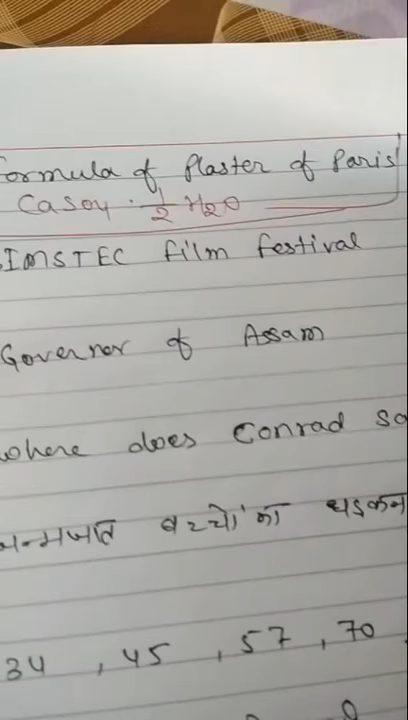 ormula of Plaster of Paris
CaSO4 . 1/2 H2O
IMSTEC film festival
Governor of Assam
where does Conrad sa
बच्चों का धड़कन
34 , 45 , 57 , 70